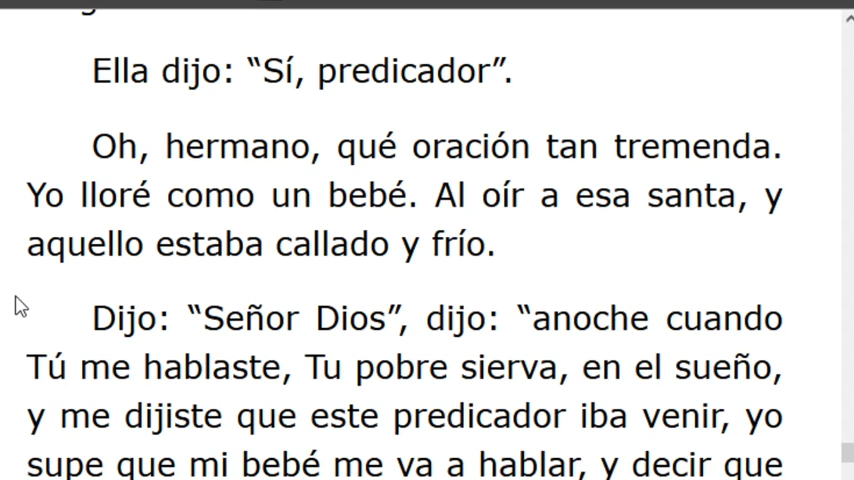 Ella dijo: “Sí, predicador”.
Oh, hermano, qué oración tan tremenda.
Yo lloré como un bebé. Al oír a esa santa, y
aquello estaba callado y frío.
Dijo: “Señor Dios”, dijo: “anoche cuando
Tú me hablaste, Tu pobre sierva, en el sueño,
y me dijiste que este predicador iba venir, yo
supe que mi bebé me va a hablar, y decir que